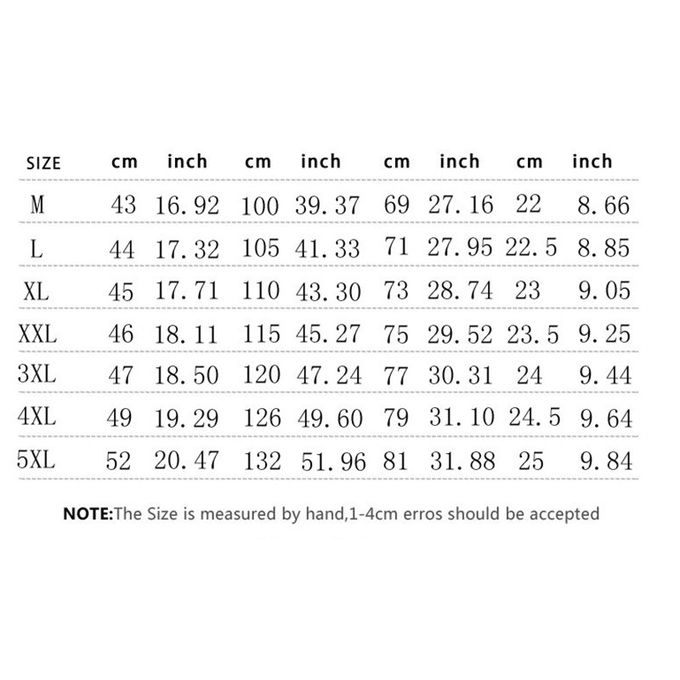 SIZE cm inch cm inch cm inch cm inch
M 43 16.92 100 39.37 69 27.16 22 8.66
L 44 17.32 105 41.33 71 27.95 22.5 8.85
XL 45 17.71 110 43.30 73 28.74 23 9.05
XXL 46 18.11 115 45.27 75 29.52 23.5 9.25
3XL 47 18.50 120 47.24 77 30.31 24 9.44
4XL 49 19.29 126 49.60 79 31.10 24.5 9.64
5XL 52 20.47 132 51.96 81 31.88 25 9.84
NOTE:The Size is measured by hand,1-4cm erros should be accepted